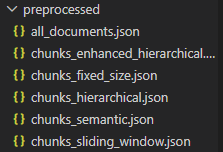 preprocessed
{} all_documents.json
{} chunks_enhanced_hierarchical....
{} chunks_fixed_size.json
{} chunks_hierarchical.json
{} chunks_semantic.json
{} chunks_sliding_window.json